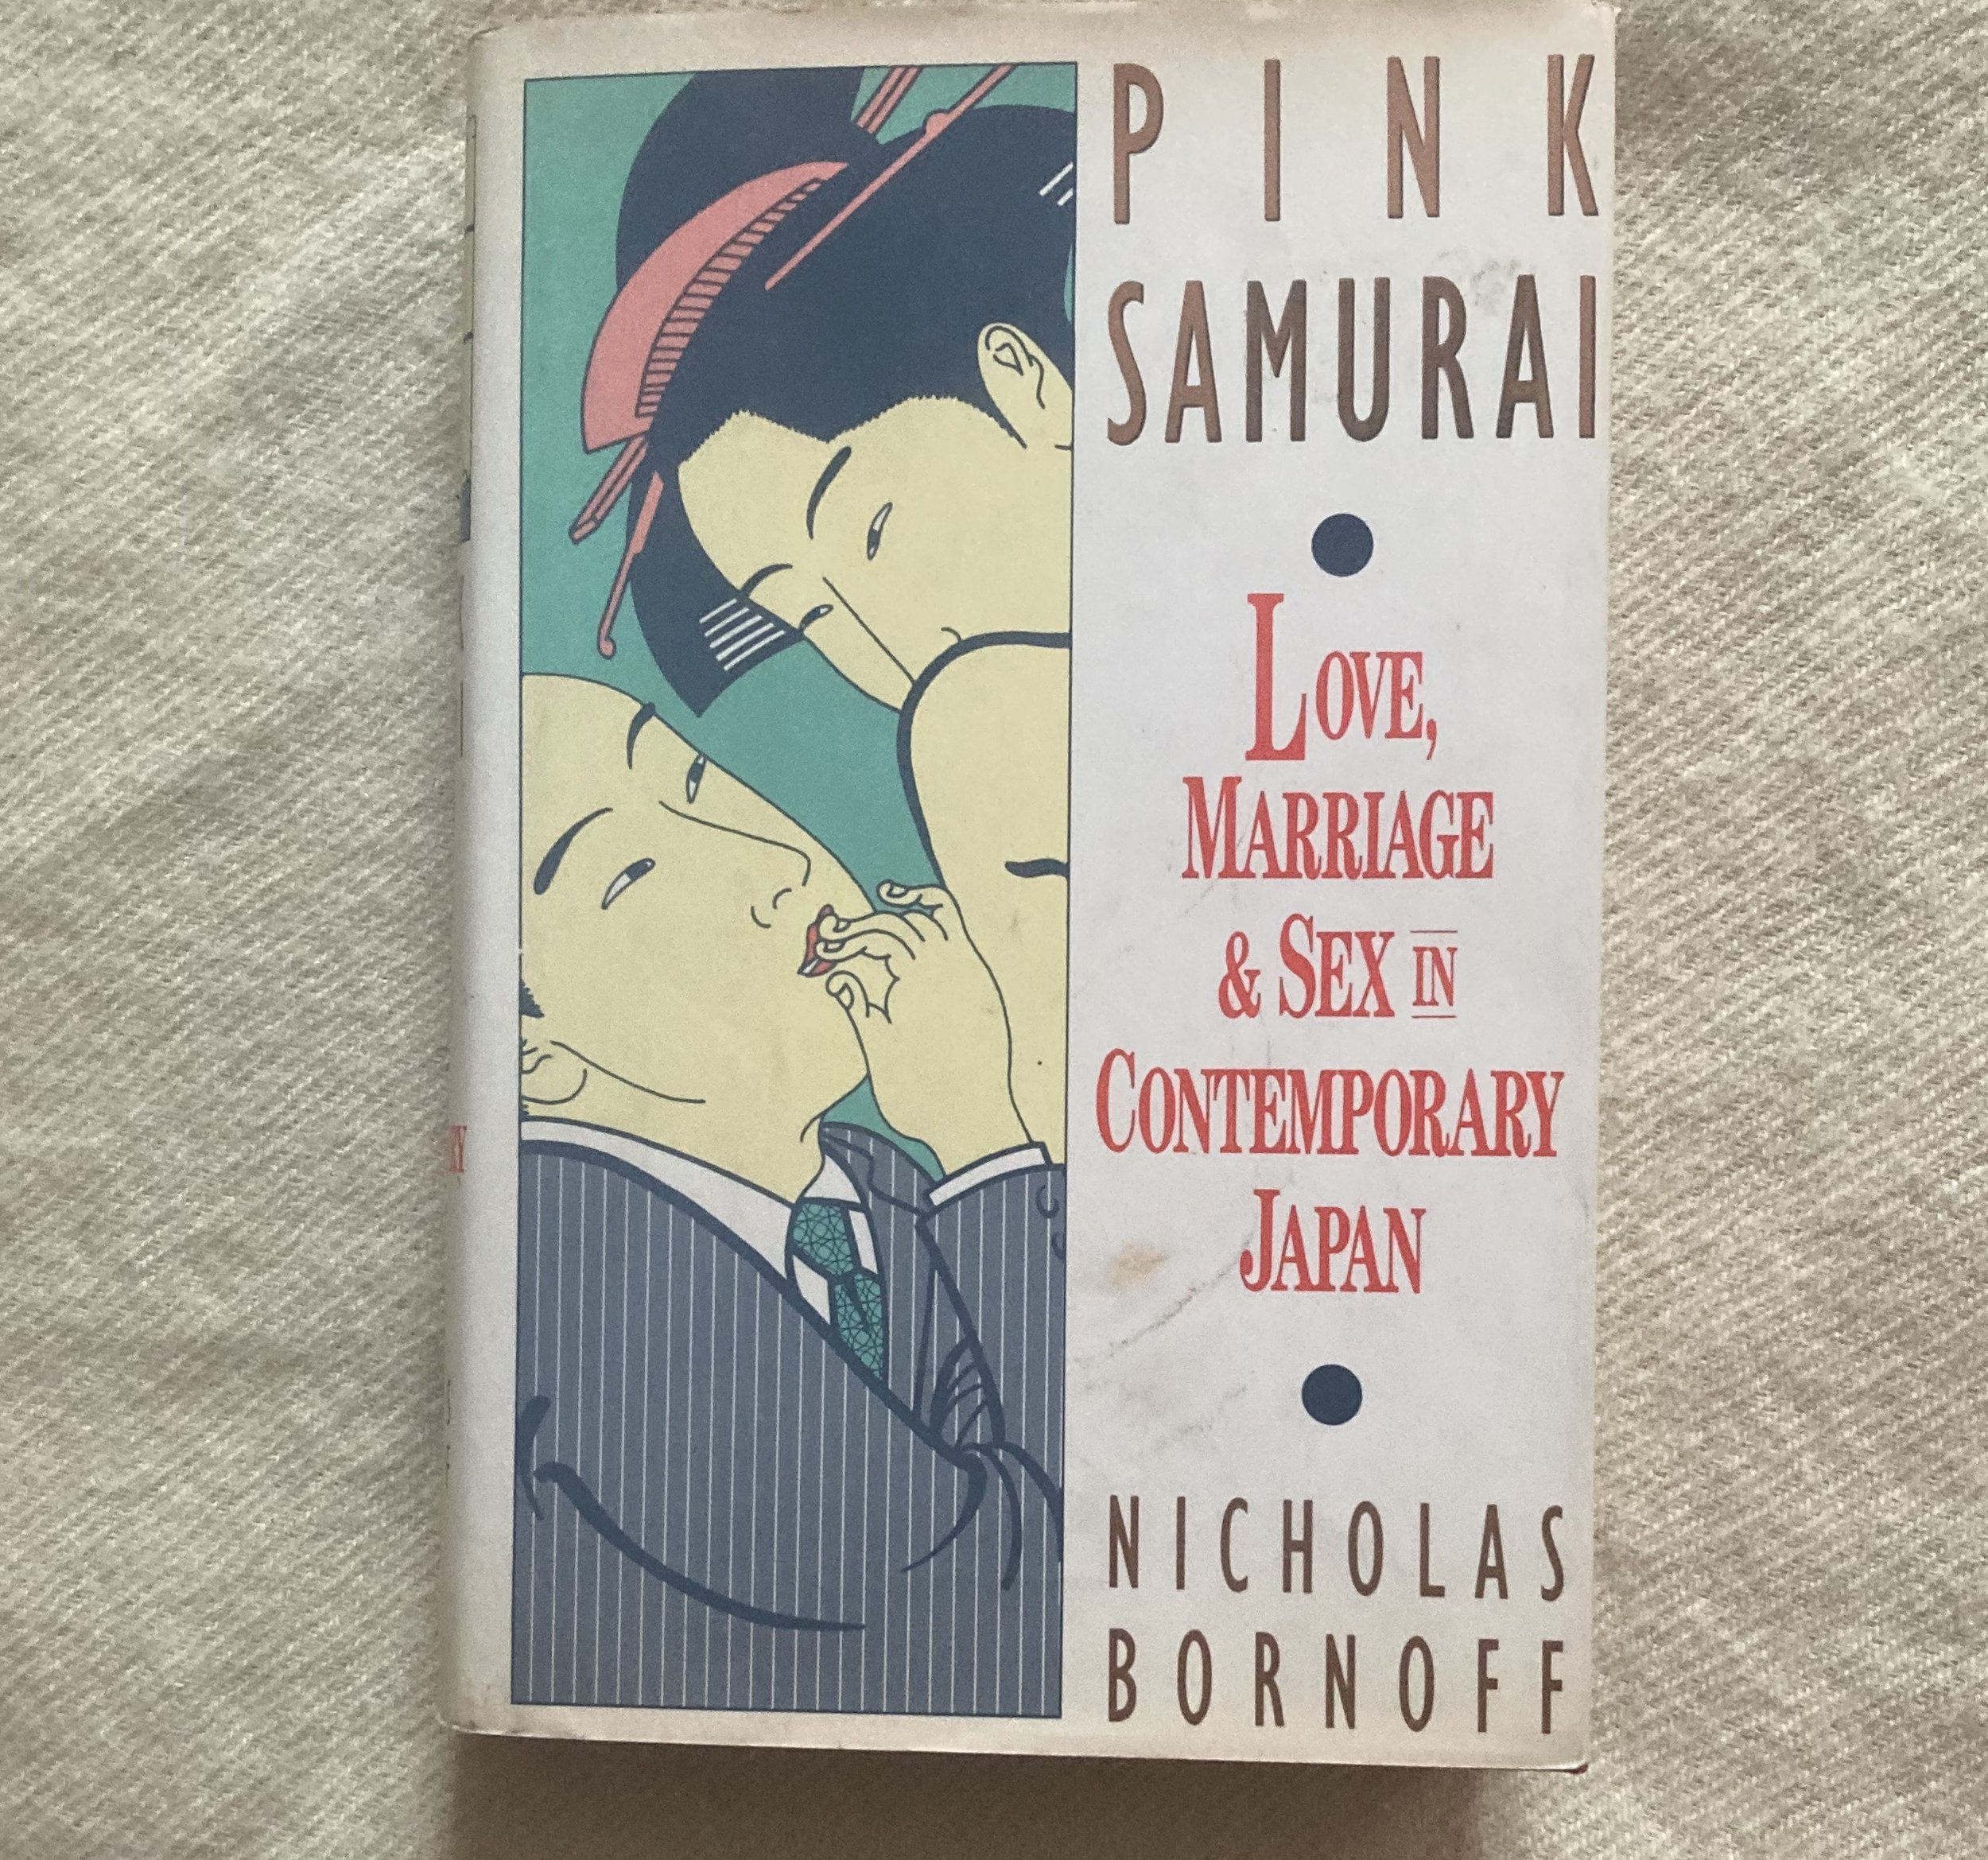 PINK
SAMURAI
LOVE,
MARRIAGE
& SEX IN
CONTEMPORARY
JAPAN
NICHOLAS
BORNOFF